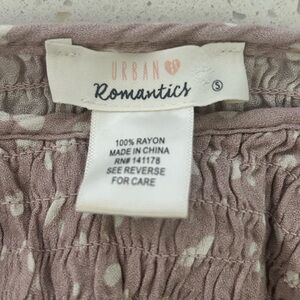 URBAN
Romantics S
100% RAYON
MADE IN CHINA
RN# 141178
SEE REVERSE
FOR CARE